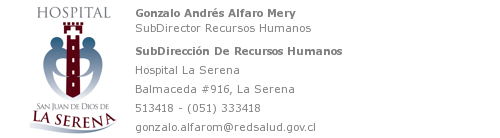 HOSPITAL
SAN JUAN DE DIOS DE
LA SERENA
Gonzalo Andrés Alfaro Mery
SubDirector Recursos Humanos
SubDirección De Recursos Humanos
Hospital La Serena
Balmaceda #916, La Serena
513418 - (051) 333418
gonzalo.alfarom@redsalud.gov.cl